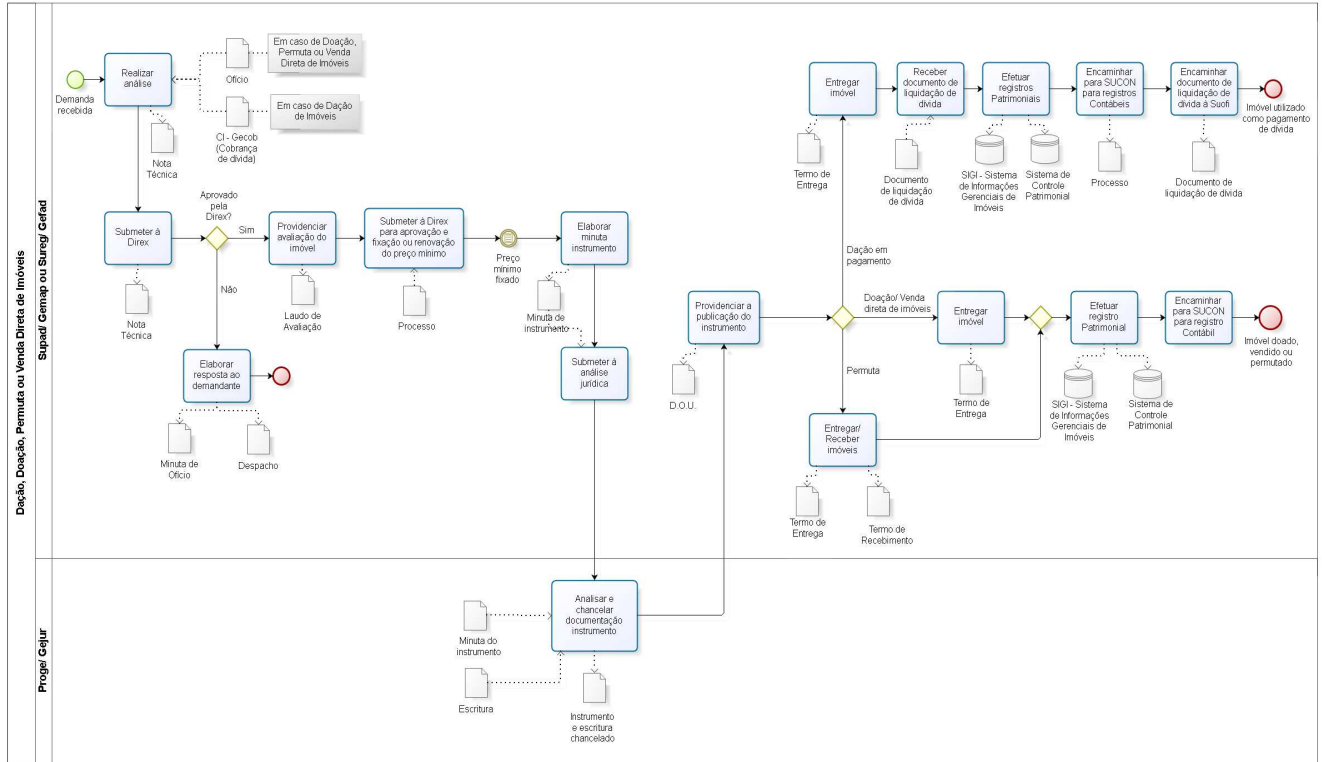 Dação, Doação, Permuta ou Venda Direta de Imóveis
Supad/ Gemap ou Sureg/ Gefad
Demanda
recebida
Realizar
análise
Ofício
Em caso de Doação,
Permuta ou Venda
Direta de Imóveis
CI - Gecob
(Cobrança
de dívida)
Em caso de Dação
de Imóveis
Nota
Técnica
Submeter à
Direx
Nota
Técnica
Aprovado
pela
Direx?
Sim
Não
Elaborar
resposta ao
demandante
Minuta de
Ofício
Despacho
Providenciar
avaliação do
imóvel
Laudo de
Avaliação
Submeter à Direx
para aprovação e
fixação ou renovação
do preço mínimo
Processo
Preço
mínimo
fixado
Elaborar
minuta
instrumento
Minuta de
instrumento
Submeter à
análise
jurídica
Providenciar a
publicação do
instrumento
D.O.U.
Dação em
pagamento
Doação/ Venda
direta de imóveis
Permuta
Entregar
imóvel
Termo de
Entrega
Receber
documento de
liquidação de
dívida
Documento
de liquidação
de dívida
Efetuar
registros
Patrimoniais
SIGI - Sistema
de Informações
Gerenciais de
Imóveis
Sistema de
Controle
Patrimonial
Encaminhar
para SUCON
para registros
Contábeis
Processo
Encaminhar
documento de
liquidação de
dívida à Suofi
Documento de
liquidação de dívida
Imóvel utilizado
como pagamento
de dívida
Entregar
imóvel
Termo de
Entrega
Efetuar
registro
Patrimonial
SIGI - Sistema
de Informações
Gerenciais de
Imóveis
Sistema de
Controle
Patrimonial
Encaminhar
para SUCON
para registro
Contábil
Imóvel doado,
vendido ou
permutado
Entregar/
Receber
imóveis
Termo de
Entrega
Termo de
Recebimento
Proge/ Gejur
Analisar e
chancelar
documentação
instrumento
Minuta do
instrumento
Escritura
Instrumento
e escritura
chancelado